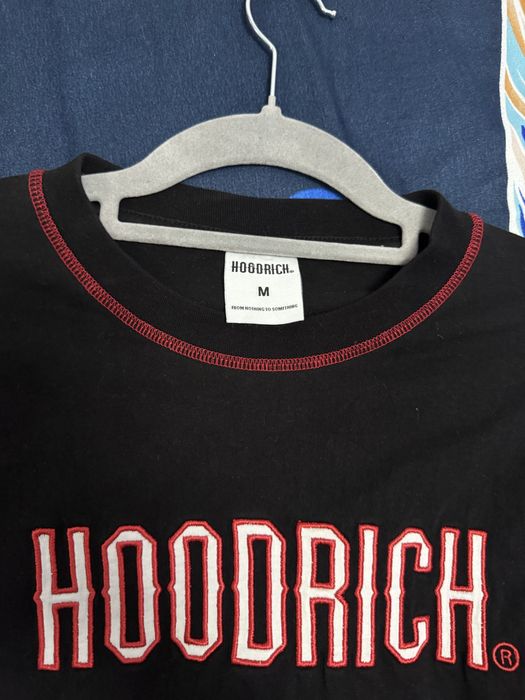 HOODRICH
M
FROM NOTHING TO SOMETHING
HOODRICH®